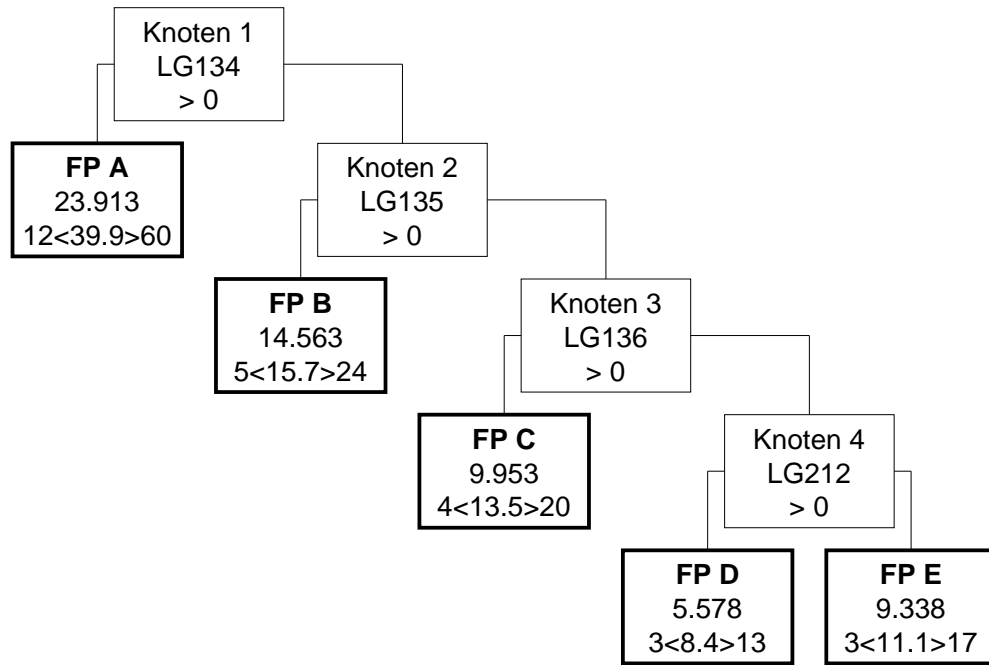 Knoten 1
LG134
> 0
FP A
23.913
12<39.9>60
Knoten 2
LG135
> 0
FP B
14.563
5<15.7>24
Knoten 3
LG136
> 0
FP C
9.953
4<13.5>20
Knoten 4
LG212
> 0
FP D
5.578
3<8.4>13
FP E
9.338
3<11.1>17